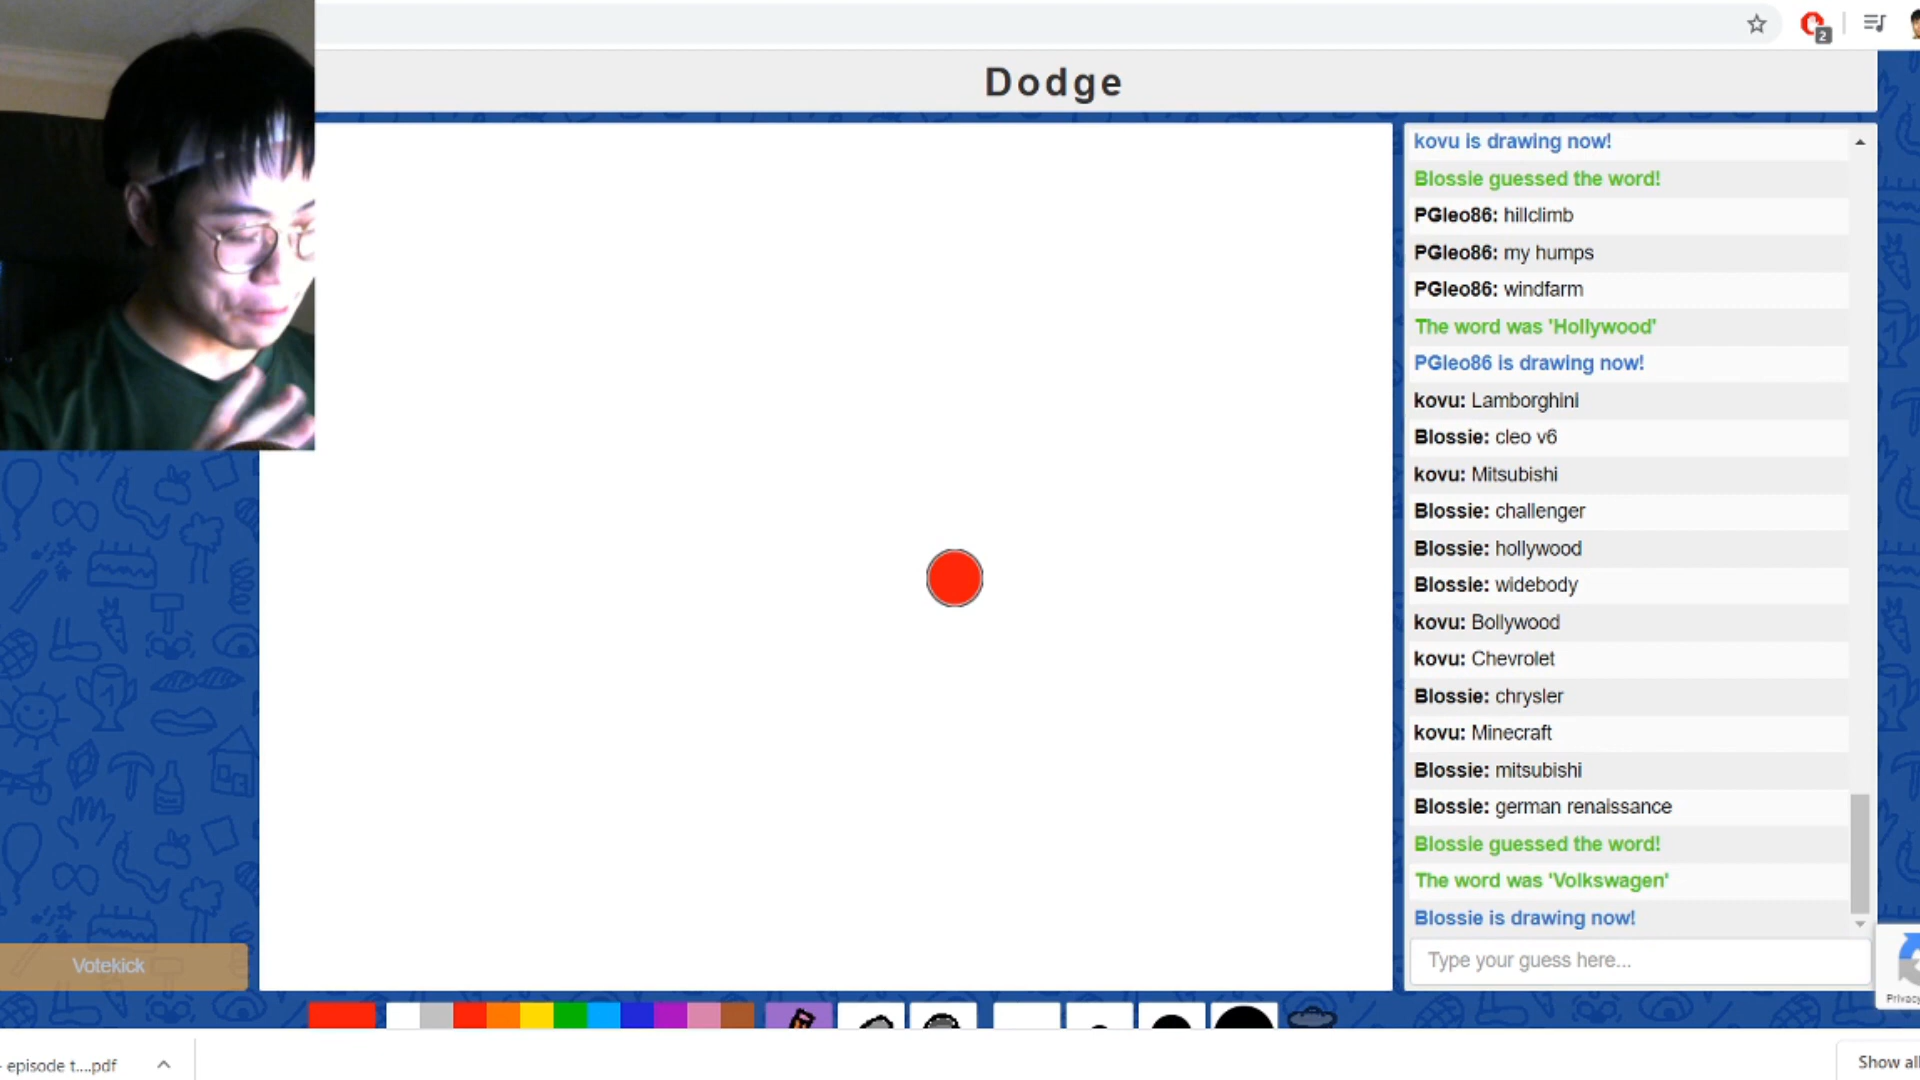 2
Dodge
kovu is drawing now!
Blossie guessed the word!
PGleo86: hillclimb
PGleo86: my humps
PGleo86: windfarm
The word was 'Hollywood'
PGleo86 is drawing now!
kovu: Lamborghini
Blossie: cleo v6
kovu: Mitsubishi
Blossie: challenger
Blossie: hollywood
Blossie: widebody
kovu: Bollywood
kovu: Chevrolet
Blossie: chrysler
kovu: Minecraft
Blossie: mitsubishi
Blossie: german renaissance
Blossie guessed the word!
The word was 'Volkswagen'
Blossie is drawing now!
Type your guess here...
Votekick
Privacy
- episode t....pdf
Show all